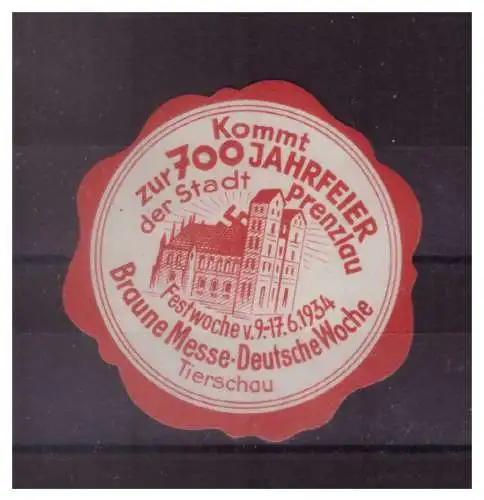 Kommt
zur 700 JAHRFEIER
der Stadt Prenzlau
Festwoche v. 9.-17.6.1934
Braune Messe-Deutsche Woche
Tierschau